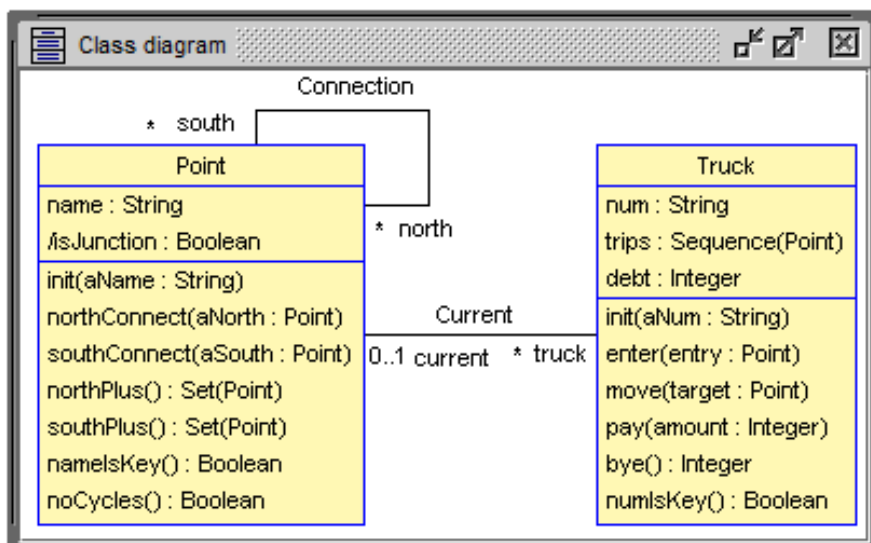 Class diagram
Connection
* south
Point
name : String
/isJunction : Boolean
* north
init(aName : String)
northConnect(aNorth : Point)
southConnect(aSouth : Point)
northPlus() : Set(Point)
southPlus() : Set(Point)
nameIsKey() : Boolean
noCycles() : Boolean
Current
0..1 current * truck
Truck
num : String
trips : Sequence(Point)
debt : Integer
init(aNum : String)
enter(entry : Point)
move(target : Point)
pay(amount : Integer)
bye() : Integer
numIsKey() : Boolean